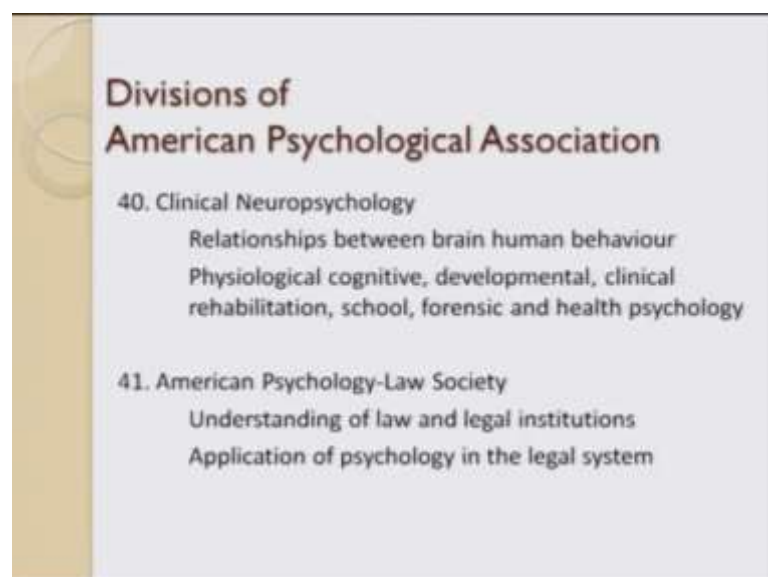 Divisions of
American Psychological Association
40. Clinical Neuropsychology
Relationships between brain human behaviour
Physiological cognitive, developmental, clinical
rehabilitation, school, forensic and health psychology
41. American Psychology-Law Society
Understanding of law and legal institutions
Application of psychology in the legal system